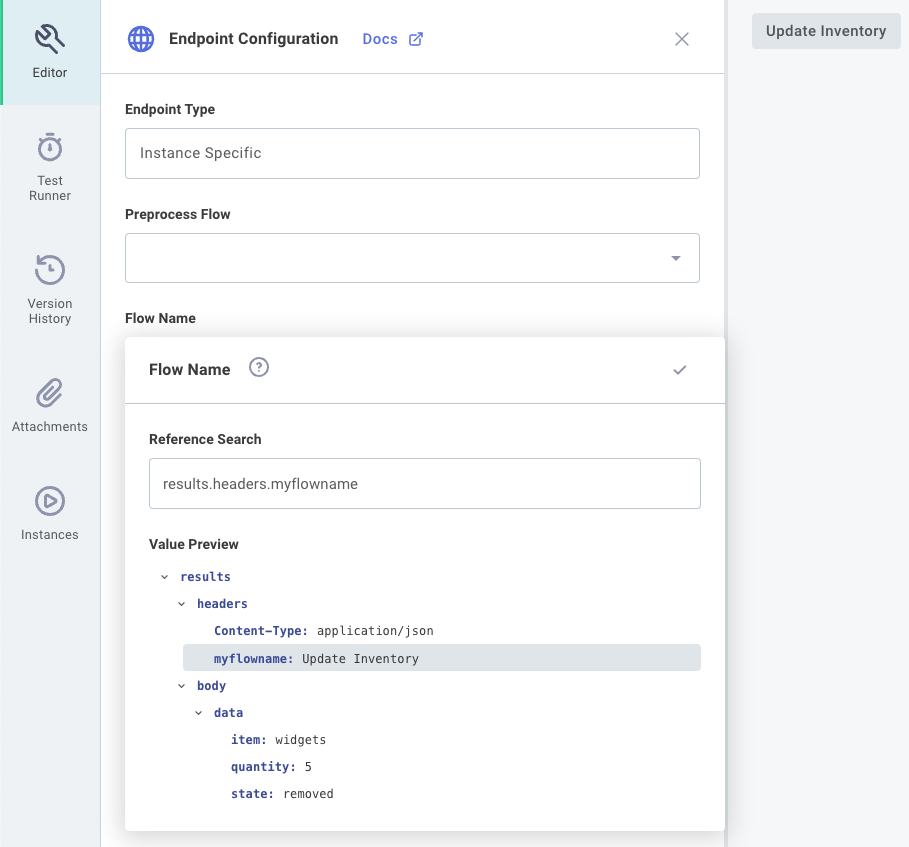 Editor
Test
Runner
Version
History
Attachments
Instances
Endpoint Configuration Docs
Endpoint Type
Instance Specific
Preprocess Flow
Flow Name
Flow Name ?
Reference Search
results.headers.myflowname
Value Preview
results
headers
Content-Type: application/json
myflowname: Update Inventory
body
data
item: widgets
quantity: 5
state: removed
Update Inventory